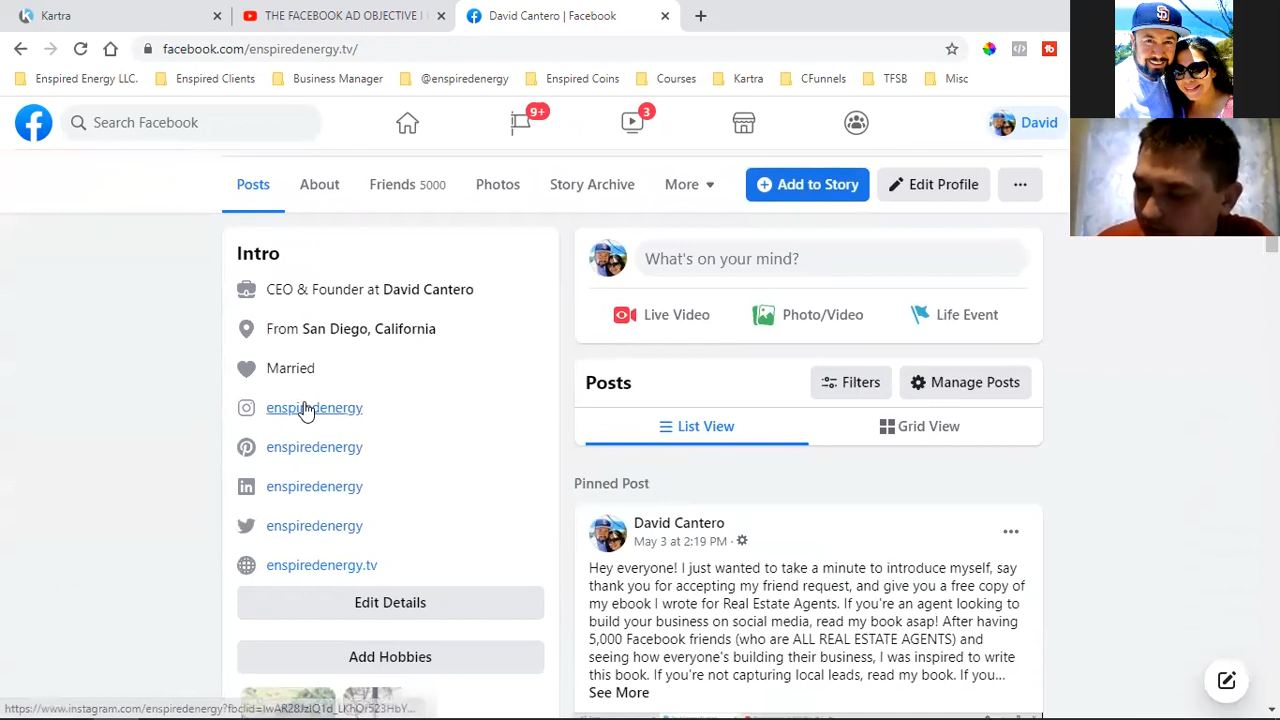 Kartra
THE FACEBOOK AD OBJECTIVE I
David Cantero | Facebook
facebook.com/enspiredenergy.tv/
Enspired Energy LLC.
Enspired Clients
Business Manager
@enspiredenergy
Enspired Coins
Courses
Kartra
CFunnels
TFSB
Misc
Search Facebook
9+
3
David
Posts
About
Friends 5000
Photos
Story Archive
More
Add to Story
Edit Profile
Intro
CEO & Founder at David Cantero
From San Diego, California
Married
enspiredenergy
enspiredenergy
enspiredenergy
enspiredenergy
enspiredenergy.tv
Edit Details
Add Hobbies
What's on your mind?
Live Video
Photo/Video
Life Event
Posts
Filters
Manage Posts
List View
Grid View
Pinned Post
David Cantero
May 3 at 2:19 PM ·
Hey everyone! I just wanted to take a minute to introduce myself, say
thank you for accepting my friend request, and give you a free copy of
my ebook I wrote for Real Estate Agents. If you're an agent looking to
build your business on social media, read my book asap! After having
5,000 Facebook friends (who are ALL REAL ESTATE AGENTS) and
seeing how everyone's building their business, I was inspired to write
this book. If you're not capturing local leads, read my book. If you...
See More